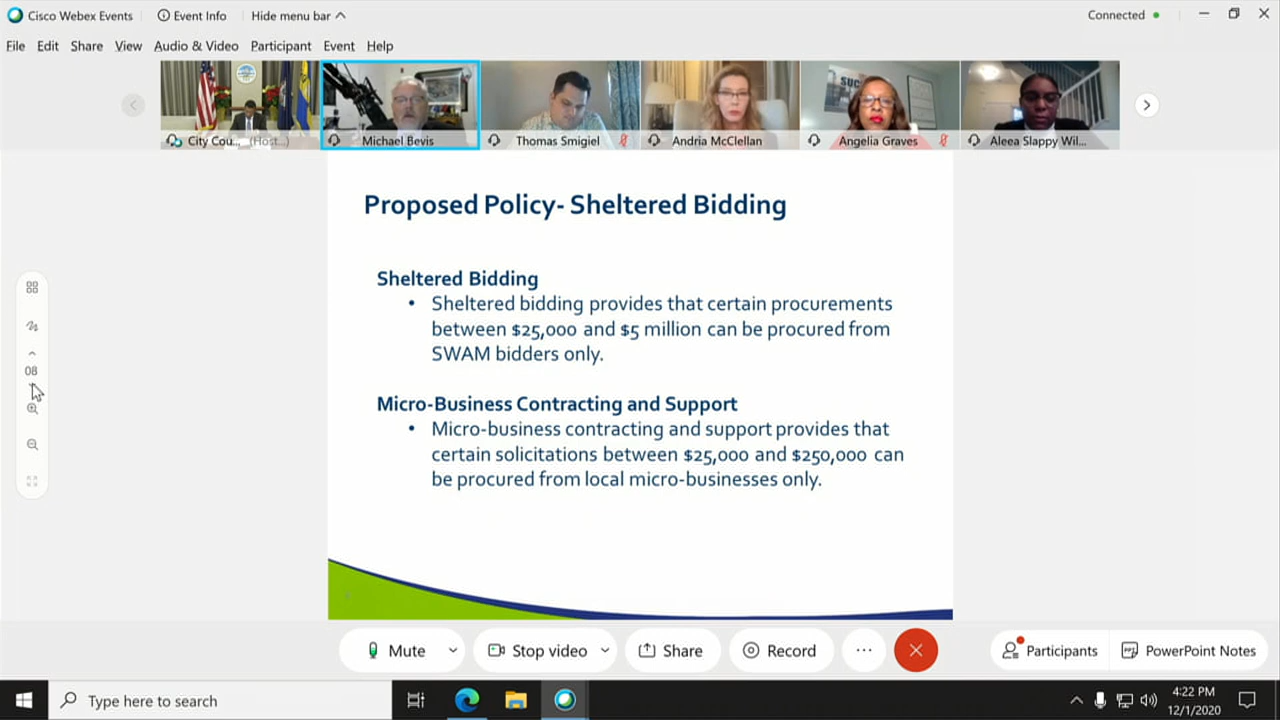 Cisco Webex Events
Event Info
Hide menu bar
Connected
File Edit Share View Audio & Video Participant Event Help
SUC
City Cou... (Host...)
Michael Bevis
Thomas Smigiel
Andria McClellan
Angelia Graves
Aleea Slappy Wil...
Proposed Policy- Sheltered Bidding
Sheltered Bidding
• Sheltered bidding provides that certain procurements
between $25,000 and $5 million can be procured from
SWAM bidders only.
08
Micro-Business Contracting and Support
• Micro-business contracting and support provides that
certain solicitations between $25,000 and $250,000 can
be procured from local micro-businesses only.
Mute
Stop video
Share
Record
Participants
PowerPoint Notes
Type here to search
4:22 PM
12/1/2020